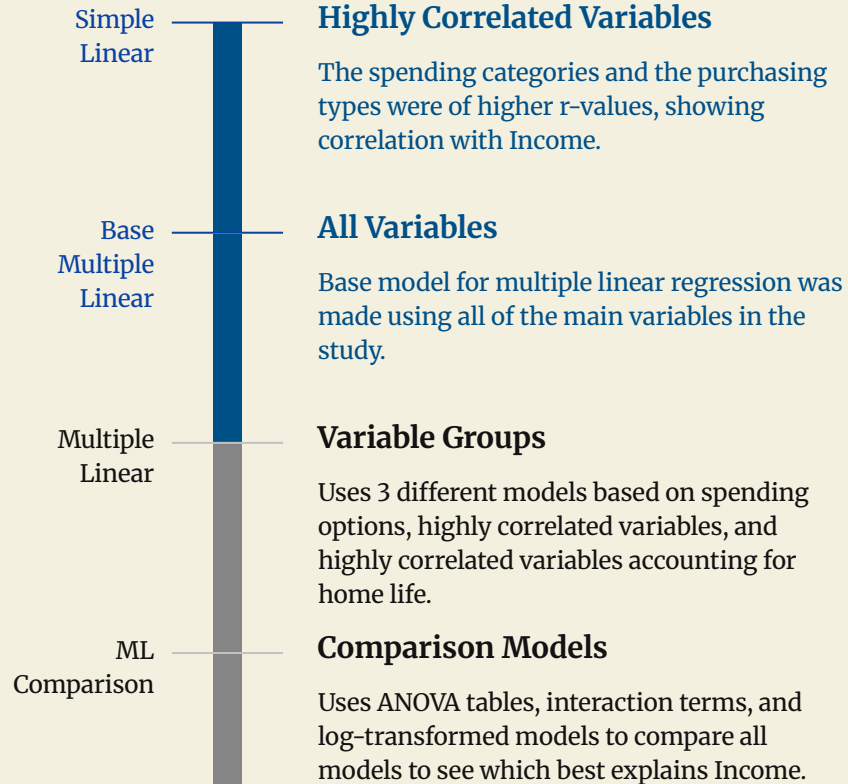 Simple
Linear
Highly Correlated Variables
The spending categories and the purchasing
types were of higher r-values, showing
correlation with Income.
Base
Multiple
Linear
All Variables
Base model for multiple linear regression was
made using all of the main variables in the
study.
Multiple
Linear
Variable Groups
Uses 3 different models based on spending
options, highly correlated variables, and
highly correlated variables accounting for
home life.
ML
Comparison
Comparison Models
Uses ANOVA tables, interaction terms, and
log-transformed models to compare all
models to see which best explains Income.